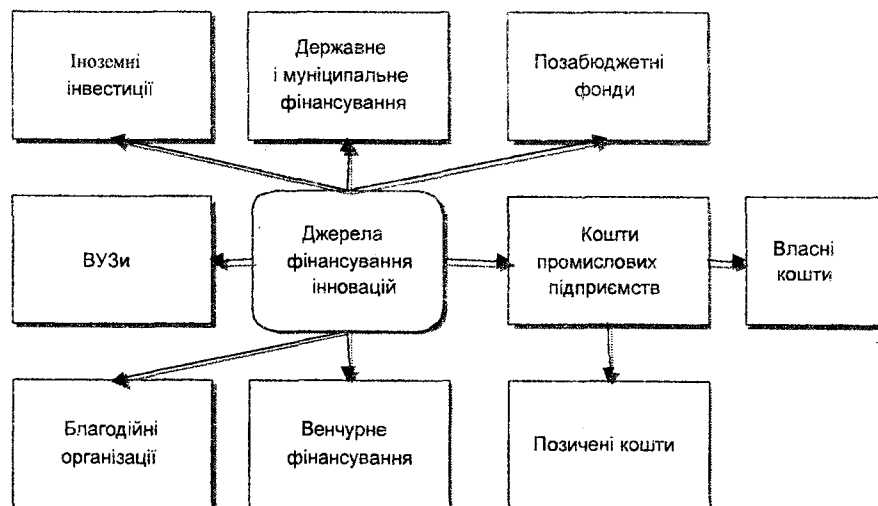 Іноземні
інвестиції
Державне
і муніципальне
фінансування
Позабюджетні
фонди
ВУЗи
Джерела
фінансування
інновацій
Кошти
промислових
підприємств
Власні
кошти
Благодійні
організації
Венчурне
фінансування
Позичені кошти